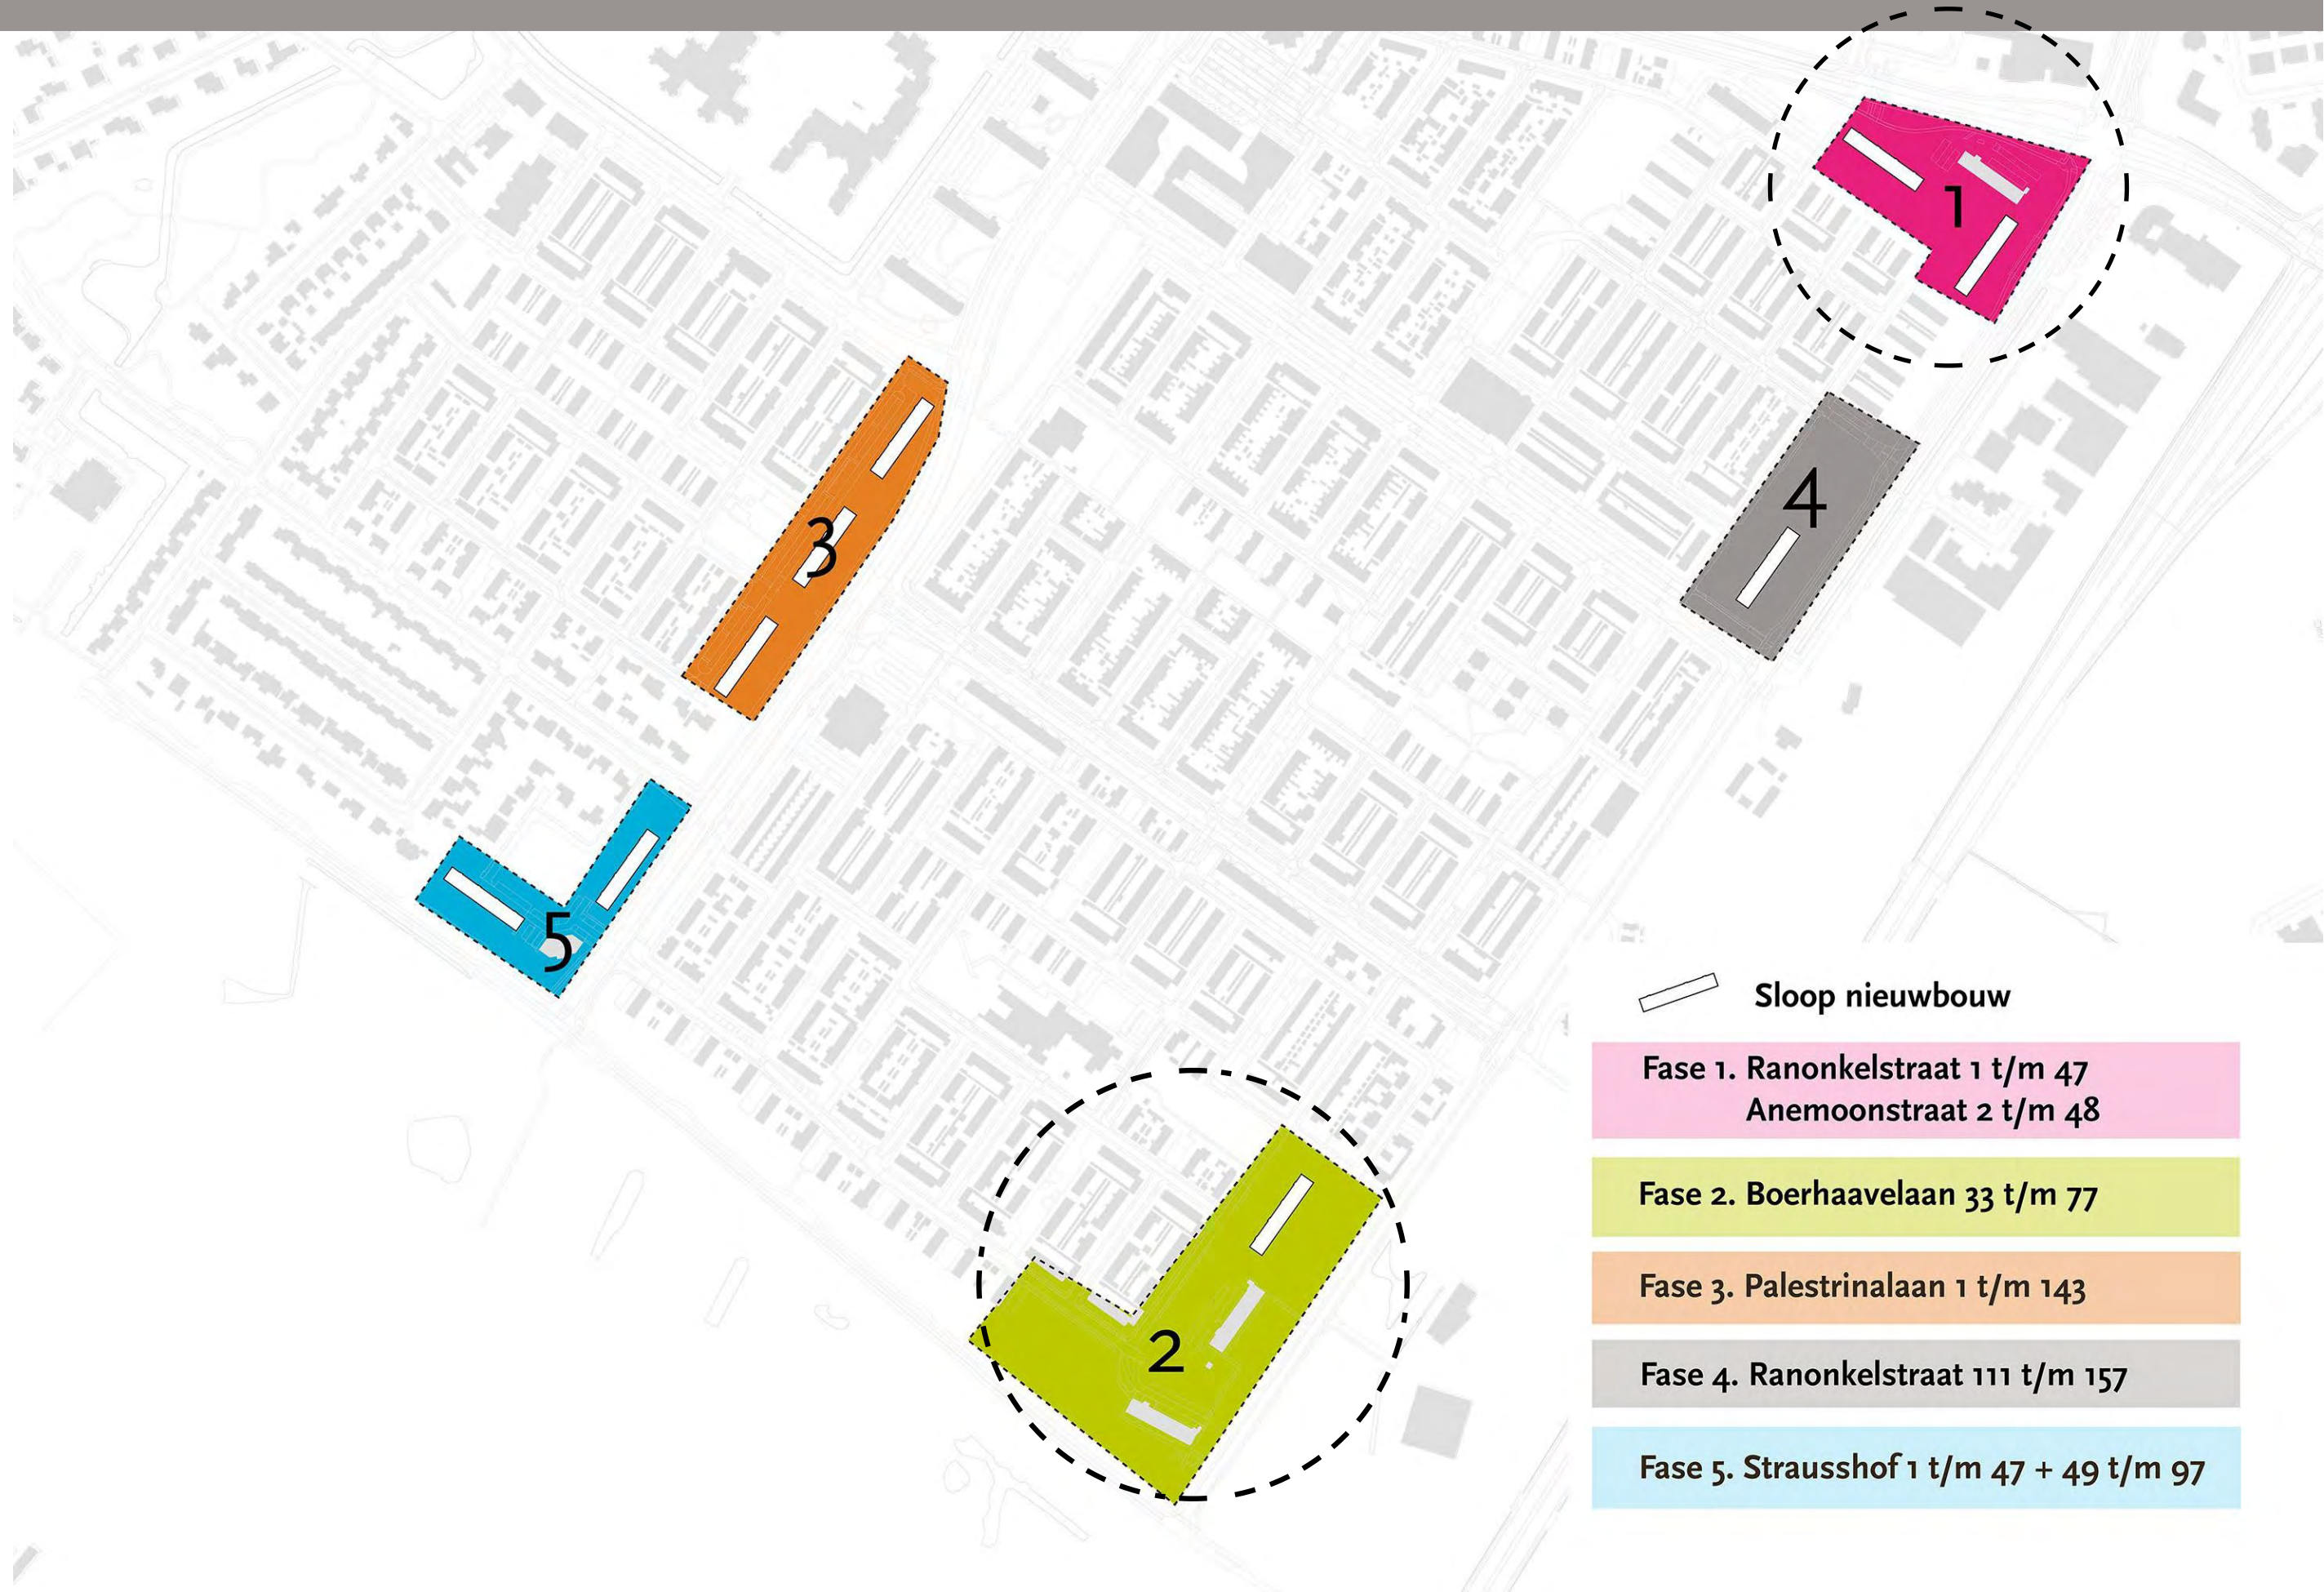 1
3
4
5
2
Sloop nieuwbouw
Fase 1. Ranonkelstraat 1 t/m 47
Anemoonstraat 2 t/m 48
Fase 2. Boerhaavelaan 33 t/m 77
Fase 3. Palestrinalaan 1 t/m 143
Fase 4. Ranonkelstraat 111 t/m 157
Fase 5. Strausshof 1 t/m 47 + 49 t/m 97